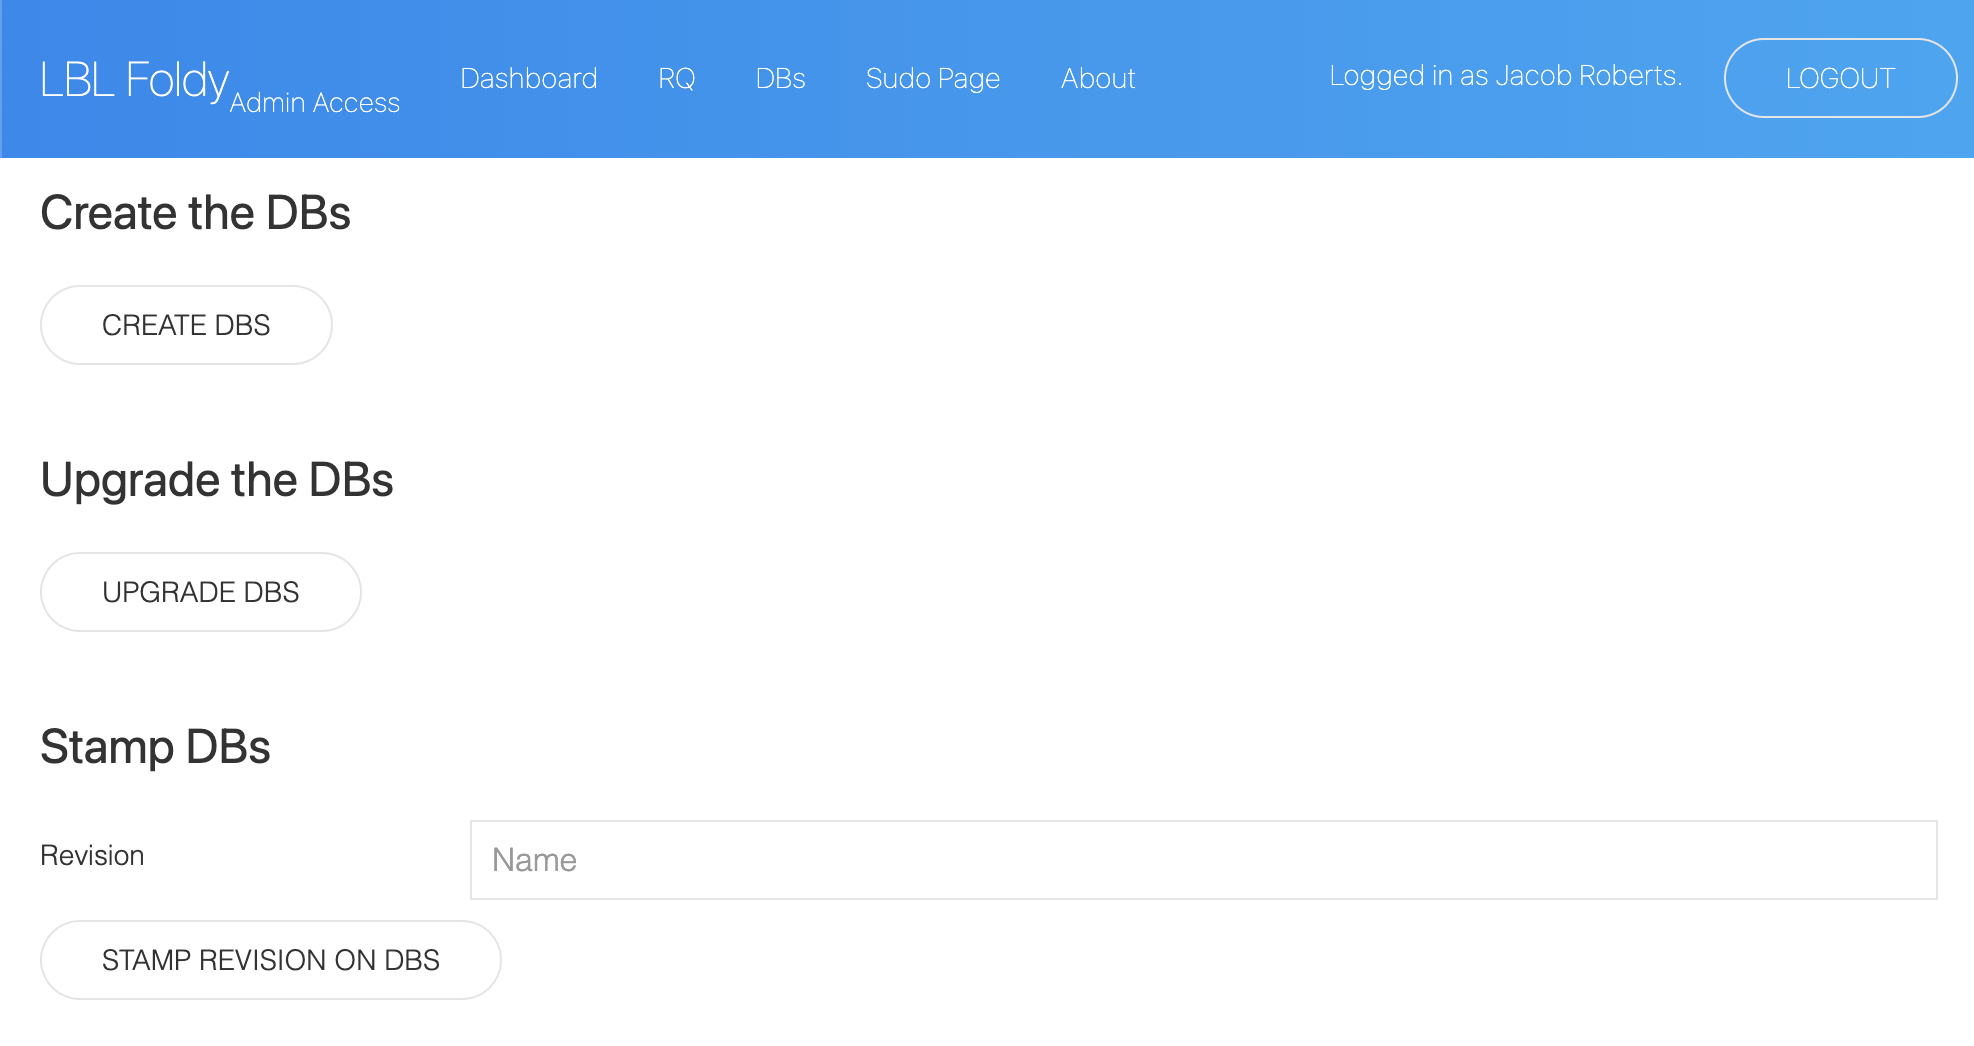 LBL Foldy Admin Access Dashboard RQ DBs Sudo Page About Logged in as Jacob Roberts. LOGOUT
Create the DBs
CREATE DBS
Upgrade the DBs
UPGRADE DBS
Stamp DBs
Revision Name
STAMP REVISION ON DBS